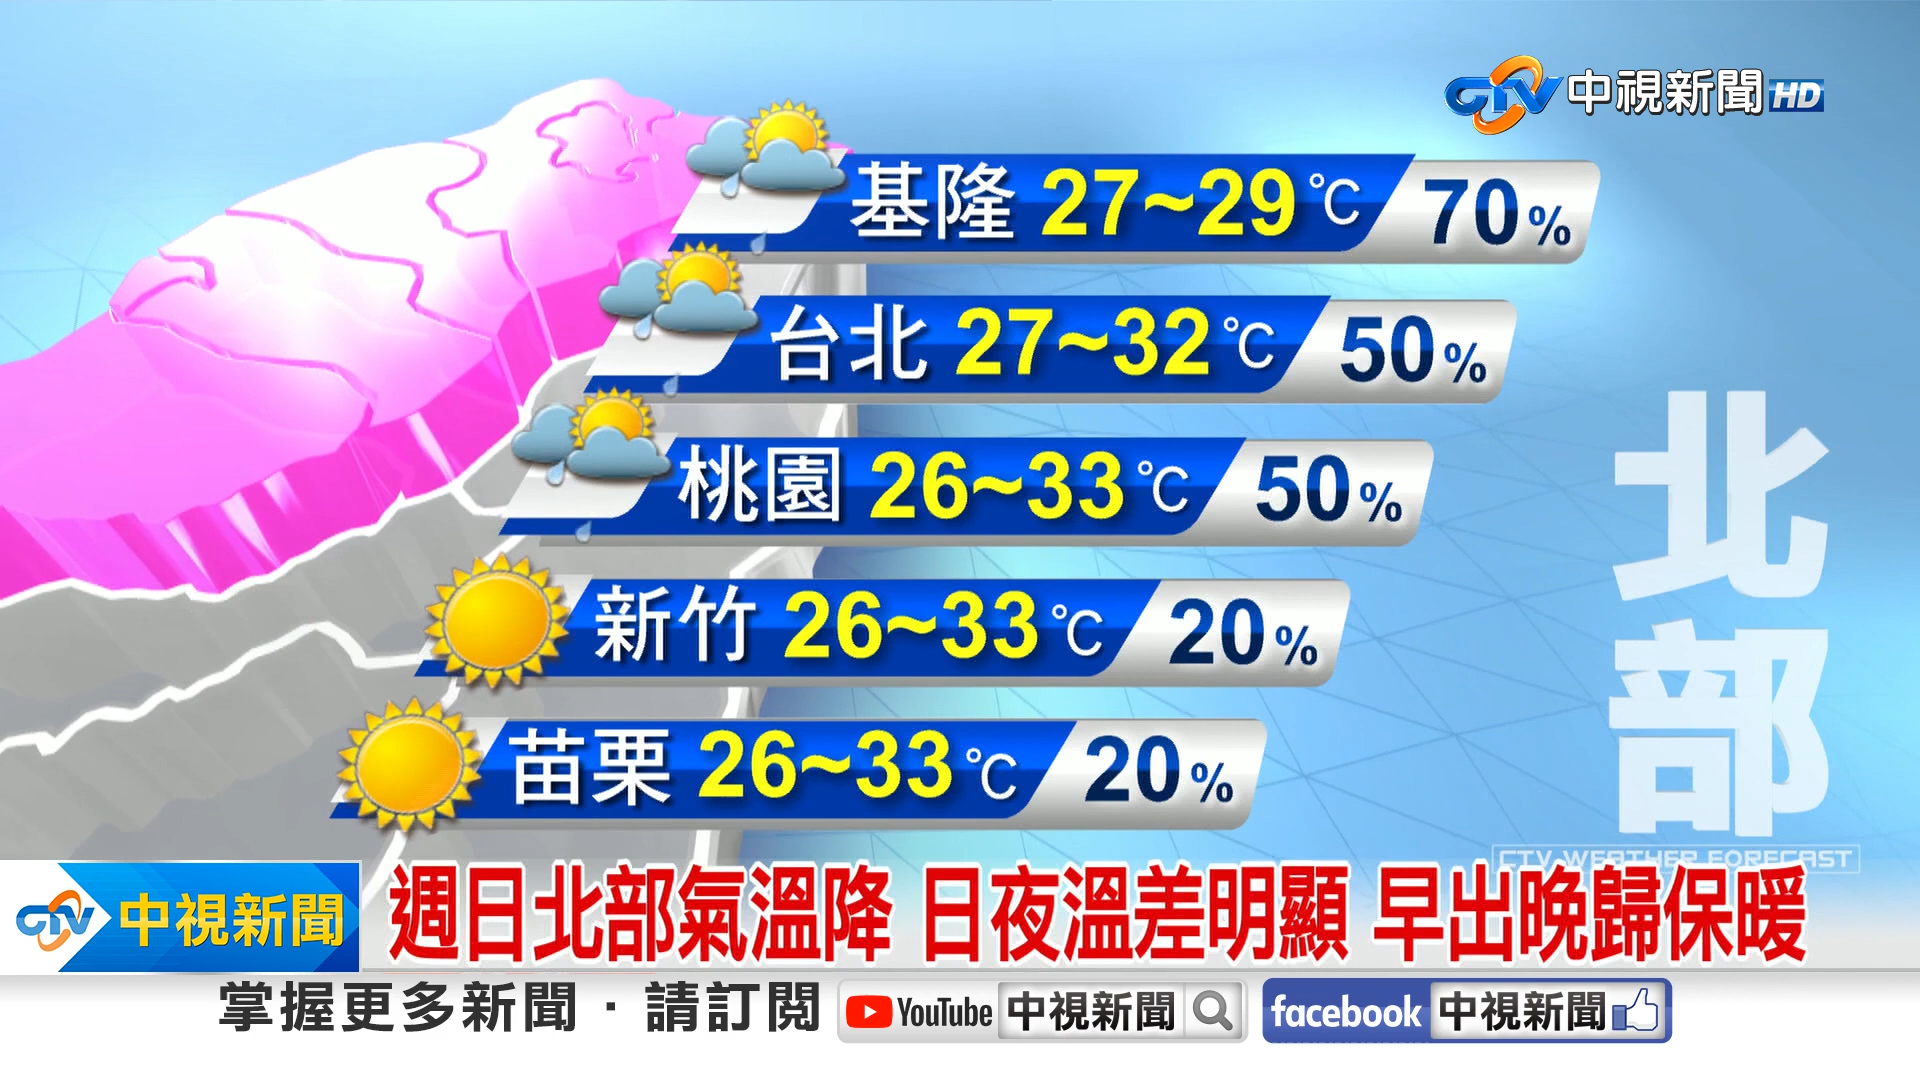 CTV 中視新聞 HD
基隆 27~29 ℃ 70%
台北 27~32 ℃ 50%
桃園 26~33 ℃ 50%
新竹 26~33 ℃ 20%
苗栗 26~33 ℃ 20%
北部
CTV WEATHER FORECAST
CTV 中視新聞
週日北部氣溫降 日夜溫差明顯 早出晚歸保暖
掌握更多新聞·請訂閱 YouTube 中視新聞 facebook 中視新聞